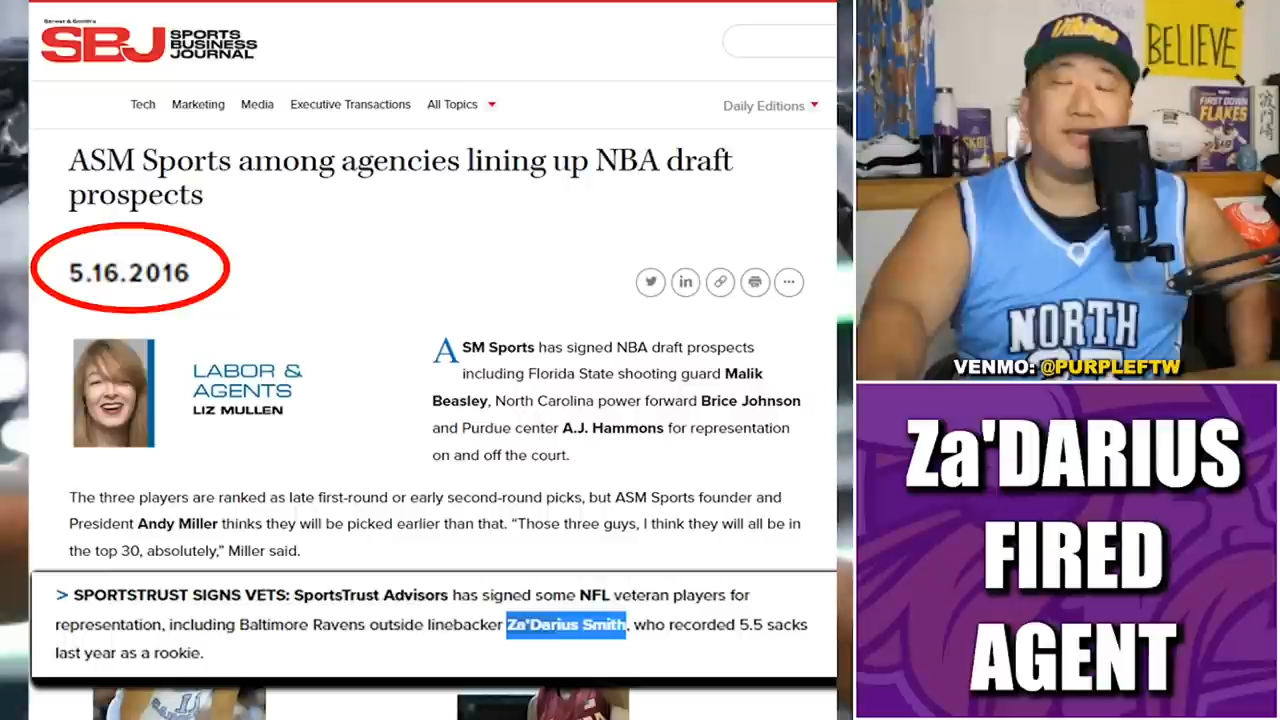 Street & Smith's
SBJ SPORTS BUSINESS JOURNAL
Tech Marketing Media Executive Transactions All Topics Daily Editions
ASM Sports among agencies lining up NBA draft
prospects
5.16.2016
LABOR &
AGENTS
LIZ MULLEN
ASM Sports has signed NBA draft prospects
including Florida State shooting guard Malik
Beasley, North Carolina power forward Brice Johnson
and Purdue center A.J. Hammons for representation
on and off the court.
The three players are ranked as late first-round or early second-round picks, but ASM Sports founder and
President Andy Miller thinks they will be picked earlier than that. “Those three guys, I think they will all be in
the top 30, absolutely,” Miller said.
> SPORTSTRUST SIGNS VETS: SportsTrust Advisors has signed some NFL veteran players for
representation, including Baltimore Ravens outside linebacker Za'Darius Smith, who recorded 5.5 sacks
last year as a rookie.
Vikings
BELIEVE
FIRST DOWN
FLAKES
SKOL
NORTH
VENMO: @PURPLEFTW
Za'DARIUS
FIRED
AGENT